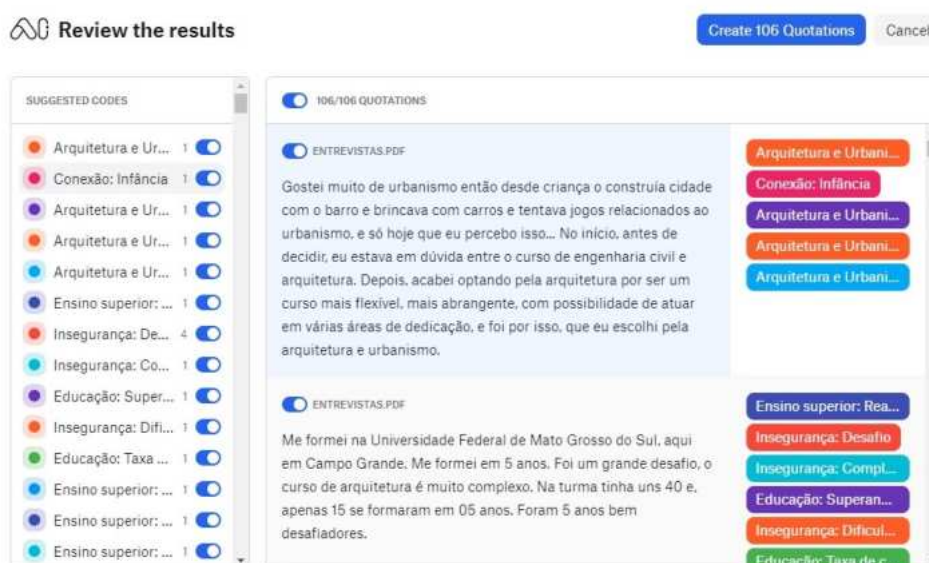 Review the results
Create 106 Quotations
Cancel
SUGGESTED CODES
Arquitetura e Ur... 1
Conexão: Infância 1
Arquitetura e Ur... 1
Arquitetura e Ur... 1
Arquitetura e Ur... 1
Ensino superior: ... 1
Insegurança: De... 4
Insegurança: Co... 1
Educação: Super... 1
Insegurança: Difi... 1
Educação: Taxa ... 1
Ensino superior: ... 1
Ensino superior: ... 1
Ensino superior: ... 1
106/106 QUOTATIONS
ENTREVISTAS.PDF
Gostei muito de urbanismo então desde criança o construía cidade
com o barro e brincava com carros e tentava jogos relacionados ao
urbanismo, e só hoje que eu percebo isso... No início, antes de
decidir, eu estava em dúvida entre o curso de engenharia civil e
arquitetura. Depois, acabei optando pela arquitetura por ser um
curso mais flexível, mais abrangente, com possibilidade de atuar
em várias áreas de dedicação, e foi por isso, que eu escolhi pela
arquitetura e urbanismo.
Arquitetura e Urbani...
Conexão: Infância
Arquitetura e Urbani...
Arquitetura e Urbani...
Arquitetura e Urbani...
ENTREVISTAS.PDF
Me formei na Universidade Federal de Mato Grosso do Sul, aqui
em Campo Grande. Me formei em 5 anos. Foi um grande desafio, o
curso de arquitetura é muito complexo. Na turma tinha uns 40 e,
apenas 15 se formaram em 05 anos. Foram 5 anos bem
desafiadores.
Ensino superior: Rea...
Insegurança: Desafio
Insegurança: Compl...
Educação: Superan...
Insegurança: Dificul...
Educação: Taxa de c...